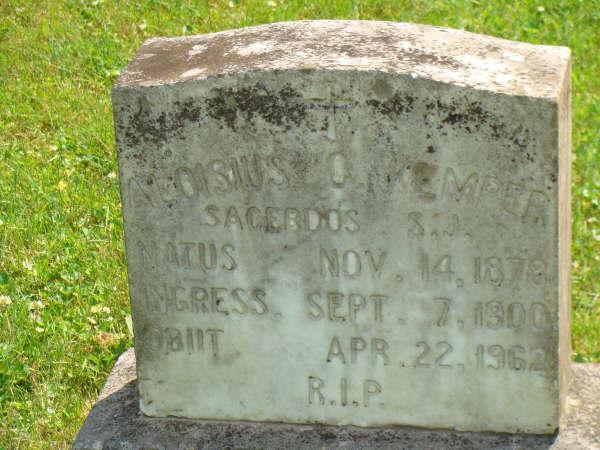 ALOISIUS O. KEMPER
SACERDOS S.J.
NATUS NOV. 14, 1878
INGRESS. SEPT. 7, 1900
OBIIT APR. 22, 1962
R.I.P.